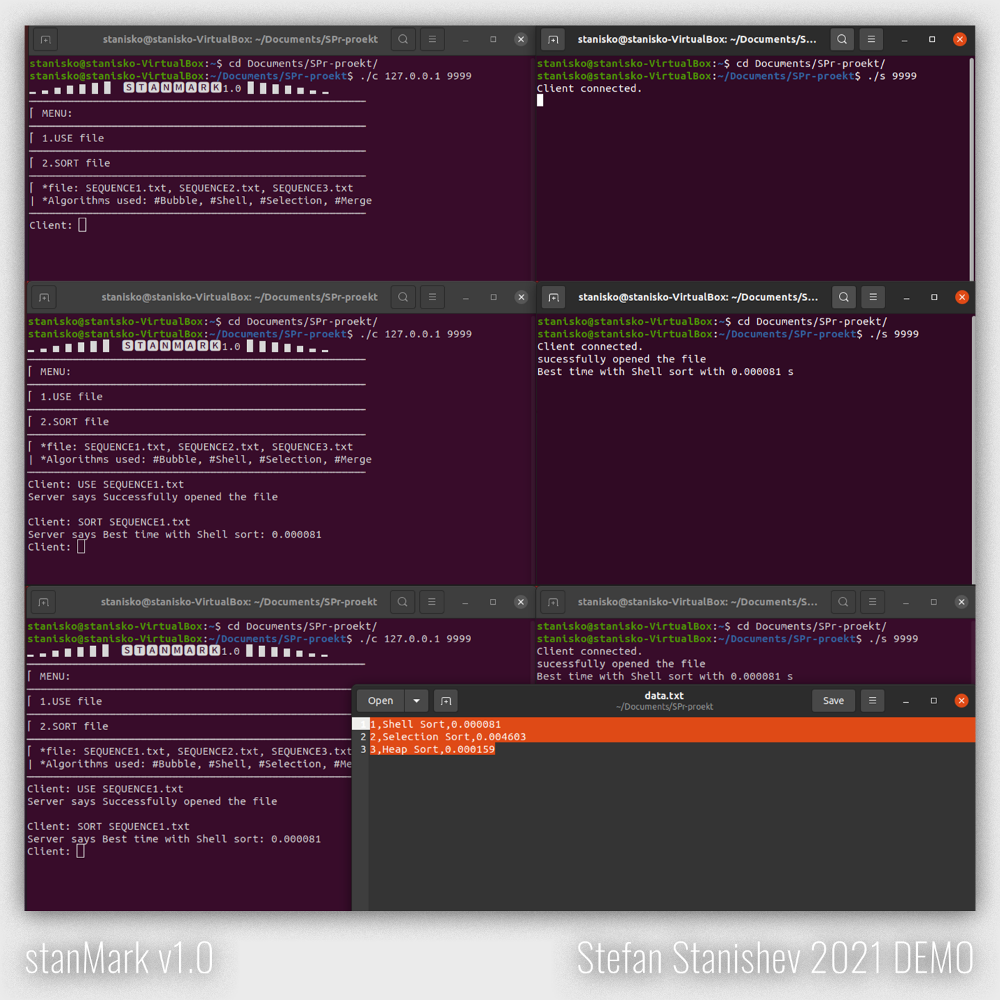 stanisko@stanisko-VirtualBox: ~/Documents/SPr-proekt
stanisko@stanisko-VirtualBox:~$ cd Documents/SPr-proekt/
stanisko@stanisko-VirtualBox:~/Documents/SPr-proekt$ ./c 127.0.0.1 9999
STANMARK1.0
MENU:
1.USE file
2.SORT file
*file: SEQUENCE1.txt, SEQUENCE2.txt, SEQUENCE3.txt
| *Algorithms used: #Bubble, #Shell, #Selection, #Merge
Client:
stanisko@stanisko-VirtualBox: ~/Documents/S...
stanisko@stanisko-VirtualBox:~$ cd Documents/SPr-proekt/
stanisko@stanisko-VirtualBox:~/Documents/SPr-proekt$ ./s 9999
Client connected.
stanisko@stanisko-VirtualBox: ~/Documents/SPr-proekt
stanisko@stanisko-VirtualBox:~$ cd Documents/SPr-proekt/
stanisko@stanisko-VirtualBox:~/Documents/SPr-proekt$ ./c 127.0.0.1 9999
STANMARK1.0
MENU:
1.USE file
2.SORT file
*file: SEQUENCE1.txt, SEQUENCE2.txt, SEQUENCE3.txt
| *Algorithms used: #Bubble, #Shell, #Selection, #Merge
Client: USE SEQUENCE1.txt
Server says Successfully opened the file
Client: SORT SEQUENCE1.txt
Server says Best time with Shell sort: 0.000081
Client:
stanisko@stanisko-VirtualBox: ~/Documents/S...
stanisko@stanisko-VirtualBox:~$ cd Documents/SPr-proekt/
stanisko@stanisko-VirtualBox:~/Documents/SPr-proekt$ ./s 9999
Client connected.
sucessfully opened the file
Best time with Shell sort with 0.000081 s
stanisko@stanisko-VirtualBox: ~/Documents/SPr-proekt
stanisko@stanisko-VirtualBox:~$ cd Documents/SPr-proekt/
stanisko@stanisko-VirtualBox:~/Documents/SPr-proekt$ ./c 127.0.0.1 9999
STANMARK1.0
MENU:
1.USE file
2.SORT file
*file: SEQUENCE1.txt, SEQUENCE2.txt, SEQUENCE3.txt
| *Algorithms used: #Bubble, #Shell, #Selection, #Me
Client: USE SEQUENCE1.txt
Server says Successfully opened the file
Client: SORT SEQUENCE1.txt
Server says Best time with Shell sort: 0.000081
Client:
stanisko@stanisko-VirtualBox: ~/Documents/S...
stanisko@stanisko-VirtualBox:~$ cd Documents/SPr-proekt/
stanisko@stanisko-VirtualBox:~/Documents/SPr-proekt$ ./s 9999
Client connected.
sucessfully opened the file
Best time with Shell sort with 0.000081 s
Open
data.txt
~/Documents/SPr-proekt
Save
1 1,Shell Sort,0.000081
2 2,Selection Sort,0.004603
3 3,Heap Sort,0.000159
stanMark v1.0
Stefan Stanishev 2021 DEMO